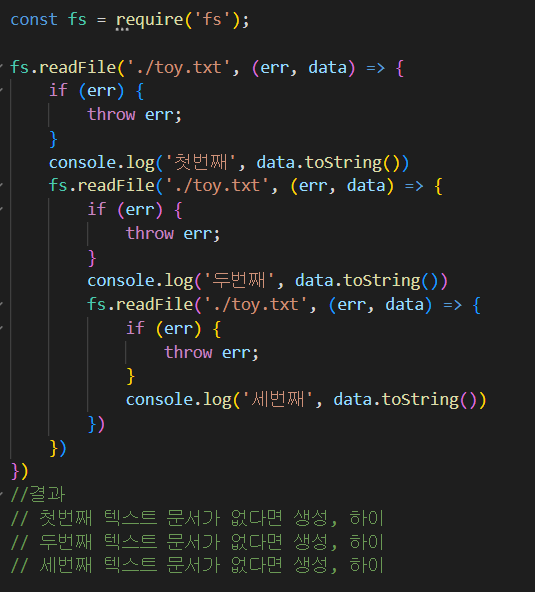 const fs = require('fs');
fs.readFile('./toy.txt', (err, data) => {
if (err) {
throw err;
}
console.log('첫번째', data.toString())
fs.readFile('./toy.txt', (err, data) => {
if (err) {
throw err;
}
console.log('두번째', data.toString())
fs.readFile('./toy.txt', (err, data) => {
if (err) {
throw err;
}
console.log('세번째', data.toString())
})
})
})
//결과
// 첫번째 텍스트 문서가 없다면 생성, 하이
// 두번째 텍스트 문서가 없다면 생성, 하이
// 세번째 텍스트 문서가 없다면 생성, 하이